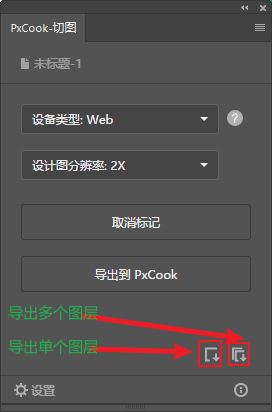 PxCook-切图
未标题-1
设备类型: Web
?
设计图分辨率: 2X
取消标记
导出到 PxCook
导出多个图层
导出单个图层
设置